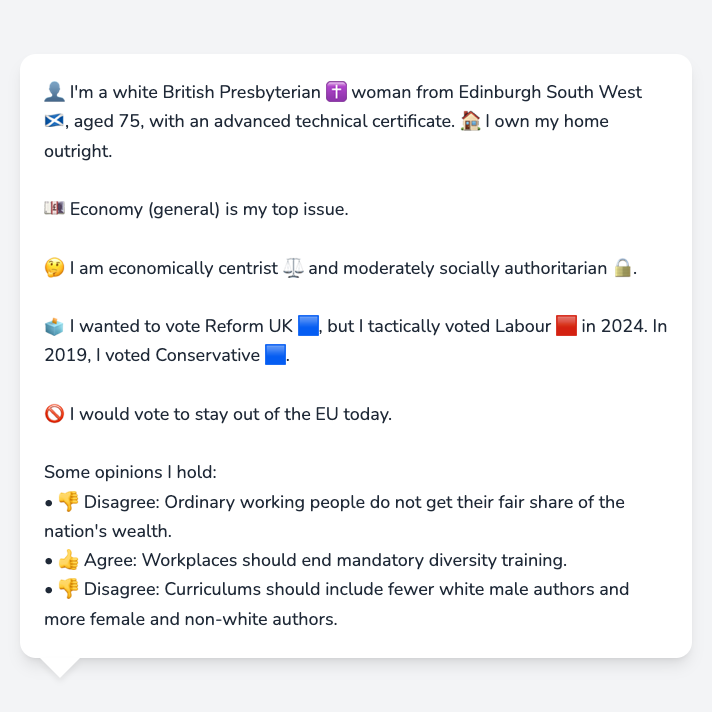 👤 I'm a white British Presbyterian ✝️ woman from Edinburgh South West
🏴󠁧󠁢󠁳󠁣󠁴󠁿, aged 75, with an advanced technical certificate. 🏠 I own my home
outright.
💷 Economy (general) is my top issue.
🤔 I am economically centrist ⚖️ and moderately socially authoritarian 🔒.
🗳️ I wanted to vote Reform UK 🟦, but I tactically voted Labour 🟥 in 2024. In
2019, I voted Conservative 🟦.
🚫 I would vote to stay out of the EU today.
Some opinions I hold:
• 👎 Disagree: Ordinary working people do not get their fair share of the
nation's wealth.
• 👍 Agree: Workplaces should end mandatory diversity training.
• 👎 Disagree: Curriculums should include fewer white male authors and
more female and non-white authors.